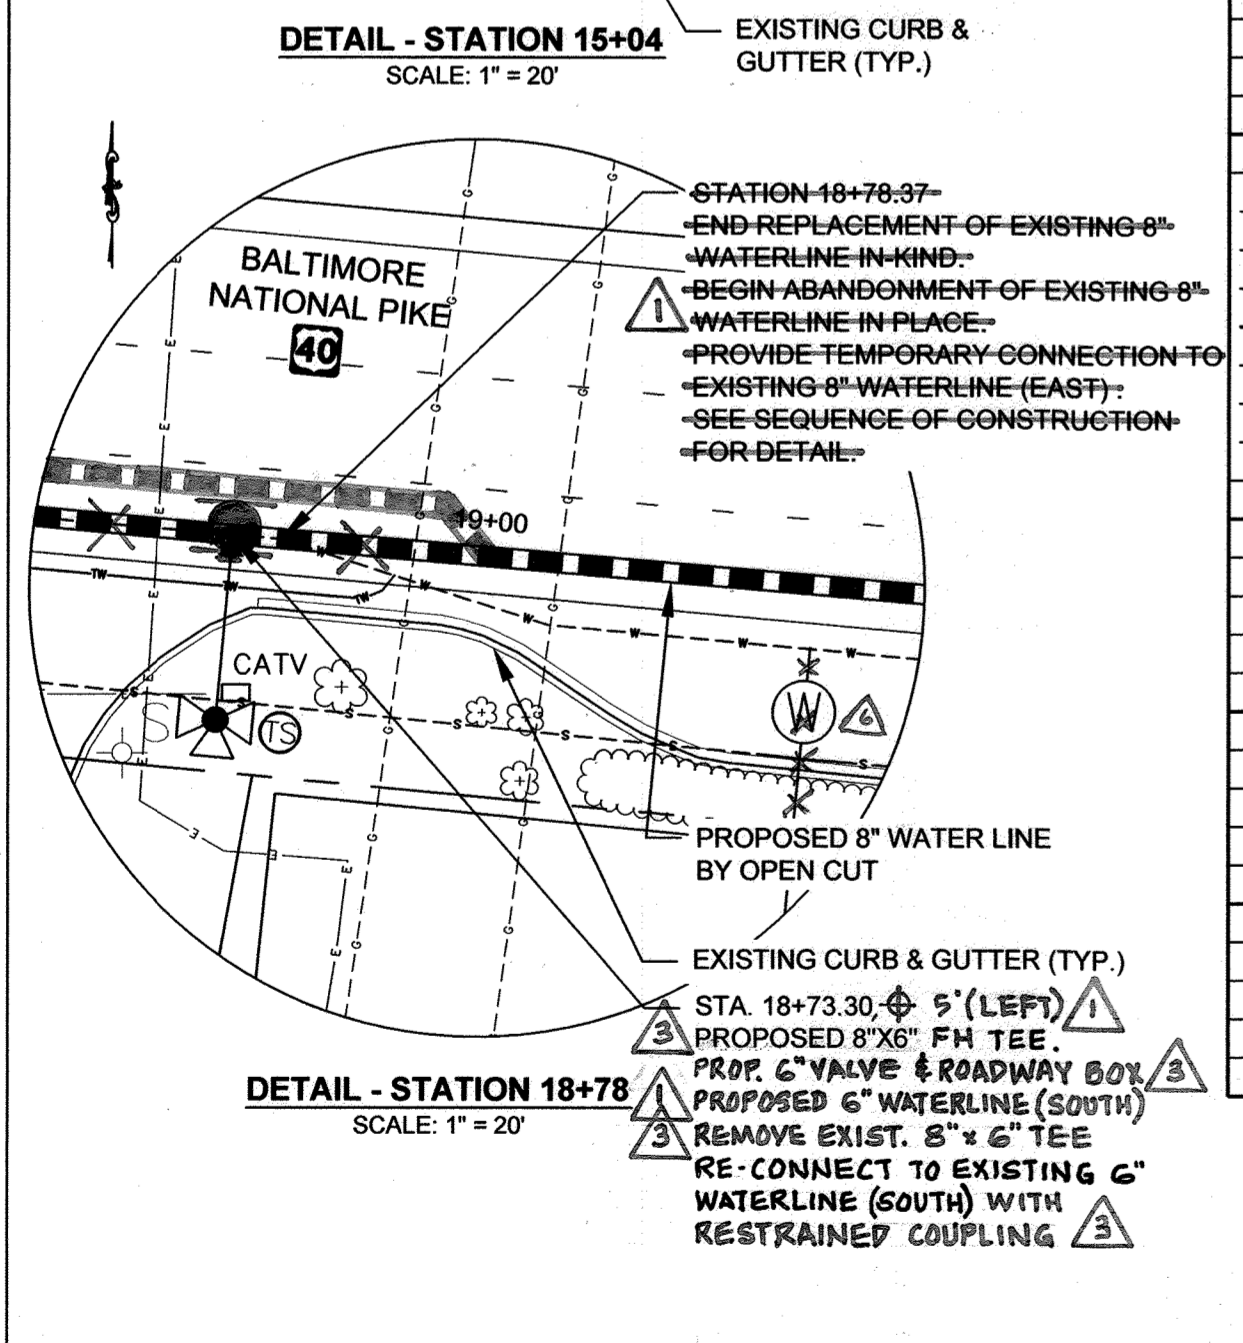 DETAIL - STATION 15+04
SCALE: 1" = 20'
EXISTING CURB &
GUTTER (TYP.)
STATION 18+78.37
END REPLACEMENT OF EXISTING 8"
WATERLINE IN-KIND.
1 BEGIN ABANDONMENT OF EXISTING 8"
WATERLINE IN PLACE.
PROVIDE TEMPORARY CONNECTION TO
EXISTING 8" WATERLINE (EAST).
SEE SEQUENCE OF CONSTRUCTION
FOR DETAIL.
BALTIMORE
NATIONAL PIKE
40
19+00
CATV
S
TS
W
6
PROPOSED 8" WATER LINE
BY OPEN CUT
EXISTING CURB & GUTTER (TYP.)
STA. 18+73.30, 5'(LEFT) 1
3 PROPOSED 8"X6" FH TEE.
PROP. 6" VALVE & ROADWAY BOX 3
1 PROPOSED 6" WATERLINE (SOUTH)
3 REMOVE EXIST. 8"x 6" TEE
RE-CONNECT TO EXISTING 6"
WATERLINE (SOUTH) WITH
RESTRAINED COUPLING 3
DETAIL - STATION 18+78
SCALE: 1" = 20'